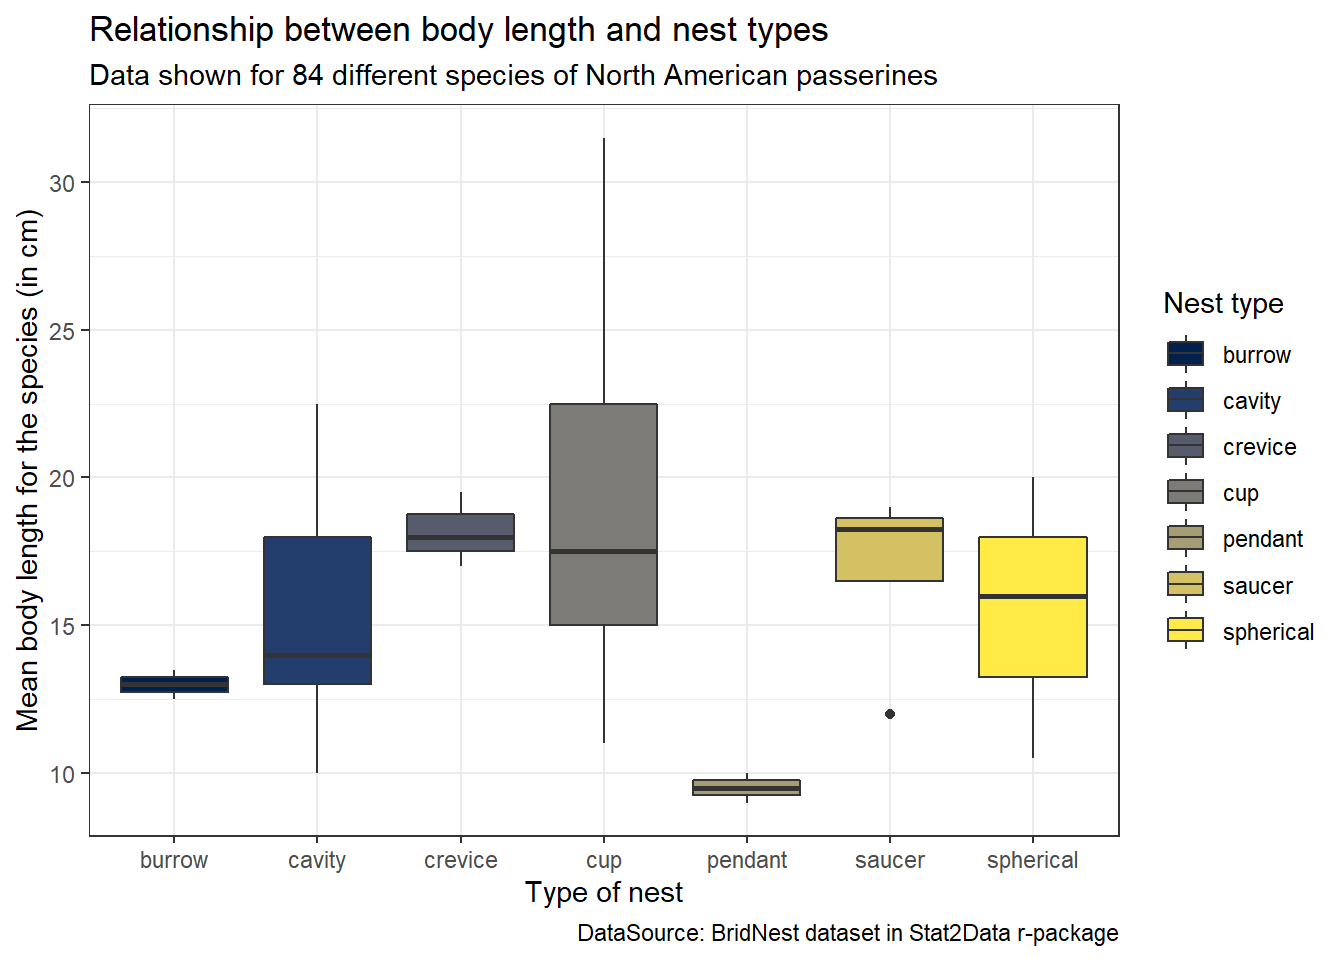 Relationship between body length and nest types
Data shown for 84 different species of North American passerines
Mean body length for the species (in cm)
30
25
20
15
10
burrow
cavity
crevice
cup
pendant
saucer
spherical
Type of nest
DataSource: BridNest dataset in Stat2Data r-package
Nest type
burrow
cavity
crevice
cup
pendant
saucer
spherical